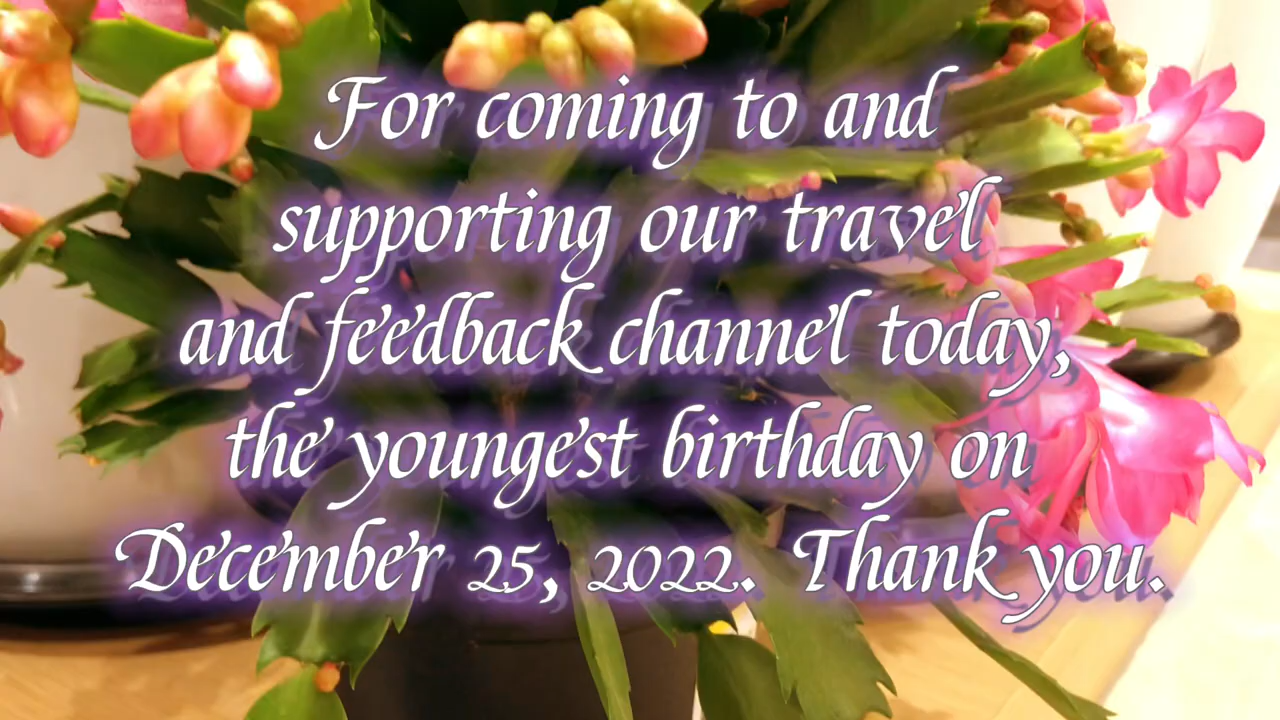 For coming to and
supporting our travel
and feedback channel today,
the youngest birthday on
December 25, 2022. Thank you.